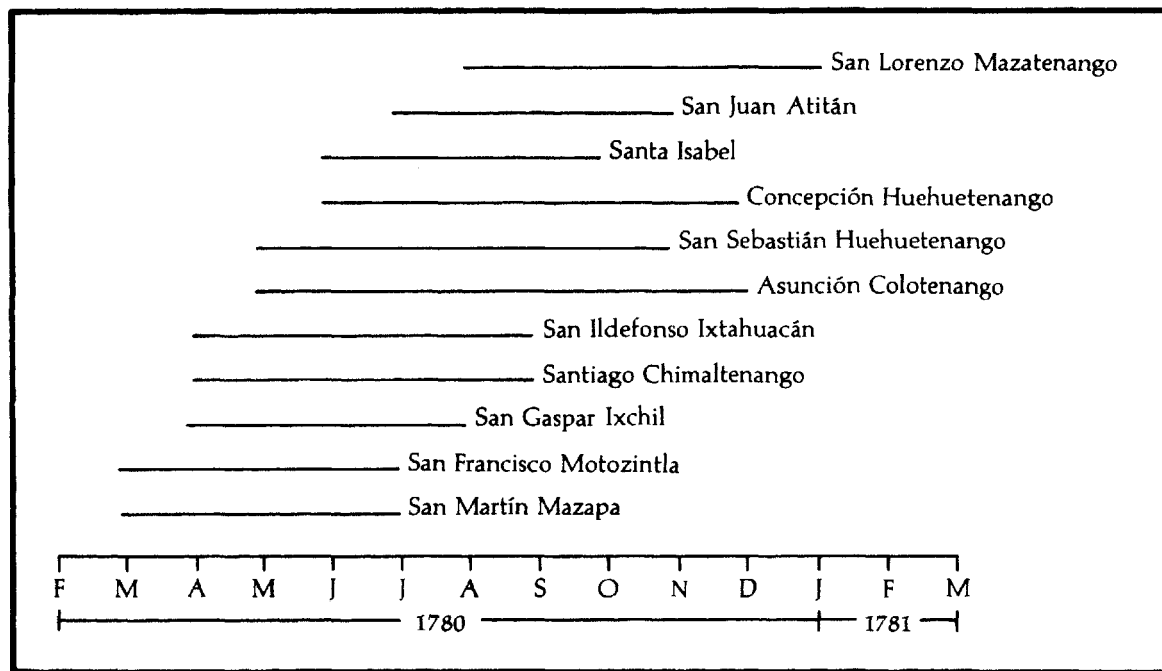 San Lorenzo Mazatenango
San Juan Atitán
Santa Isabel
Concepción Huehuetenango
San Sebastián Huehuetenango
Asunción Colotenango
San Ildefonso Ixtahuacán
Santiago Chimaltenango
San Gaspar Ixchil
San Francisco Motozintla
San Martín Mazapa
F M A M J J A S O N D J F M
1780 1781